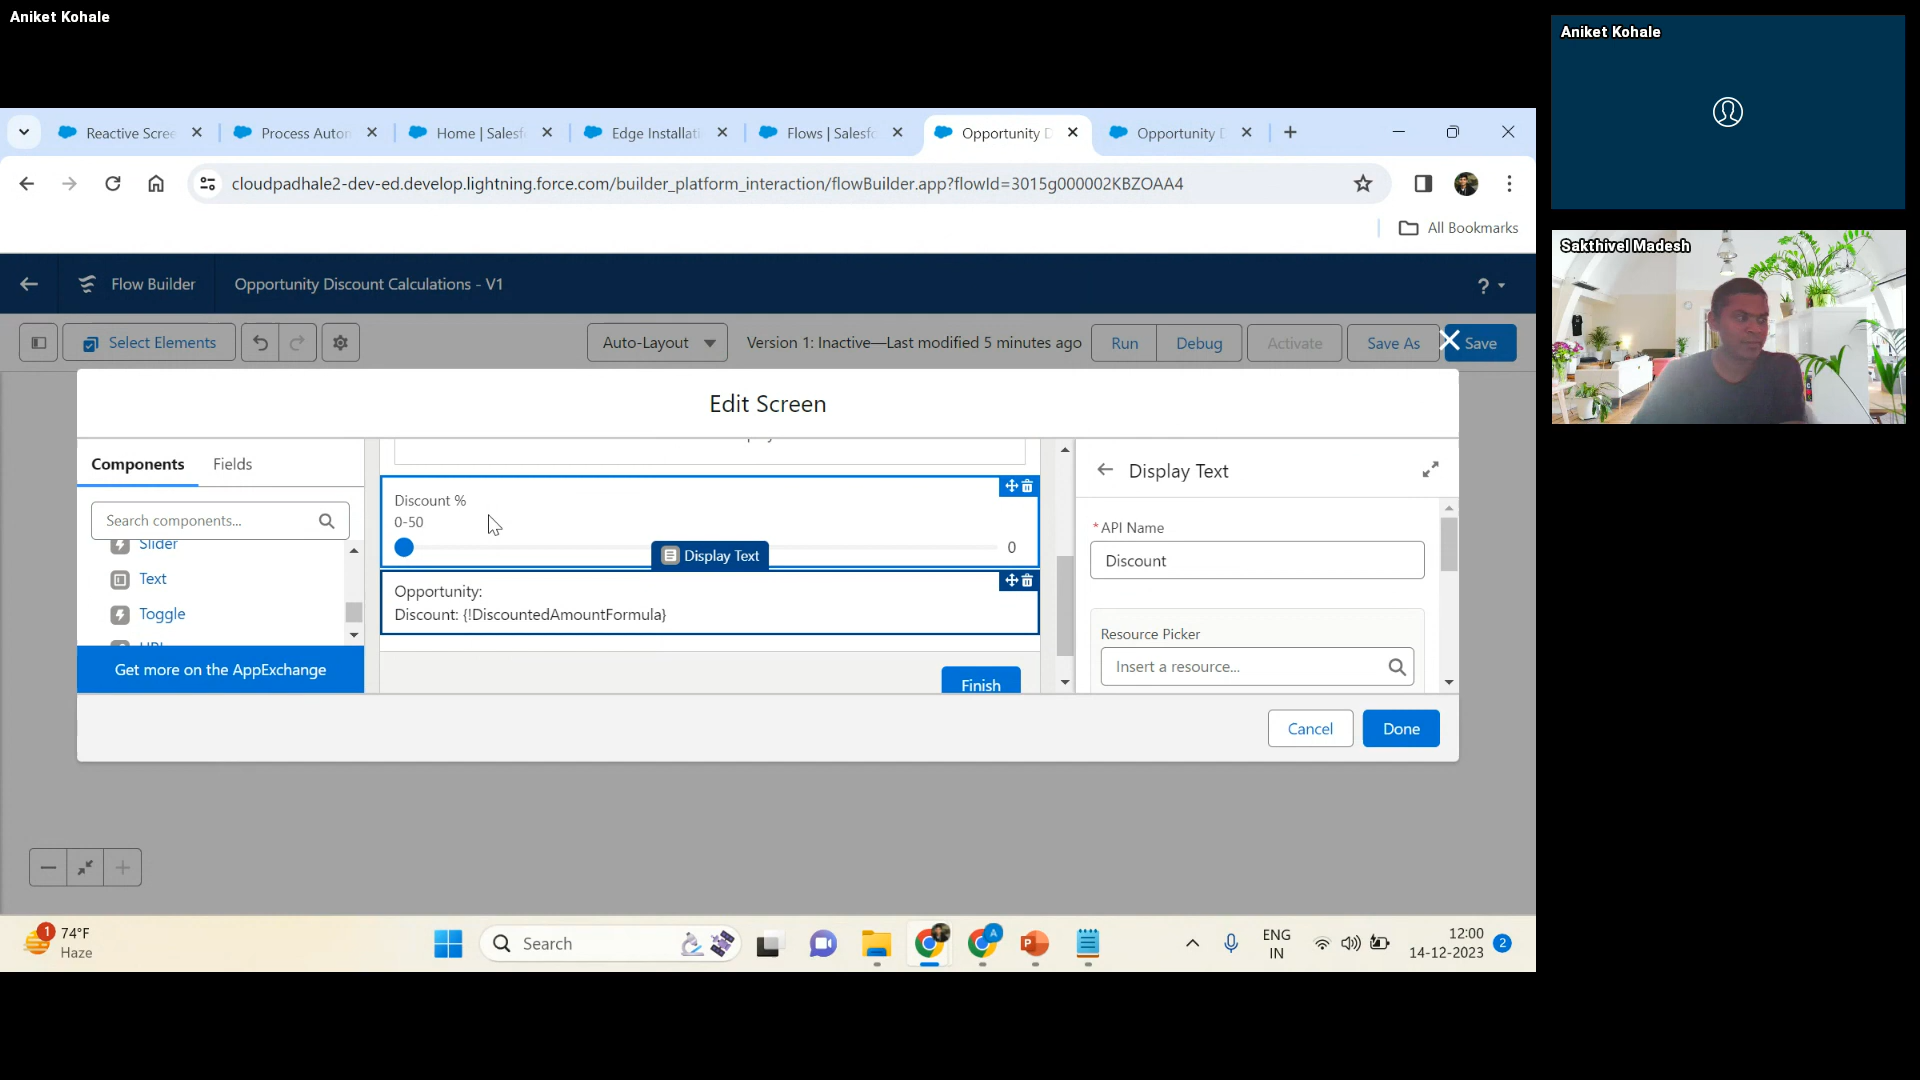 Aniket Kohale
Aniket Kohale
Sakthivel Madesh
Reactive Scree
Process Auton
Home | Salesf
Edge Installati
Flows | Salesfo
Opportunity D
Opportunity D
cloudpadhale2-dev-ed.develop.lightning.force.com/builder_platform_interaction/flowBuilder.app?flowId=3015g000002KBZOAA4
All Bookmarks
Flow Builder
Opportunity Discount Calculations - V1
?
Select Elements
Auto-Layout
Version 1: Inactive—Last modified 5 minutes ago
Run
Debug
Activate
Save As
Save
Edit Screen
Components
Fields
Search components...
Slider
Text
Toggle
Get more on the AppExchange
Discount %
0-50
0
Display Text
Opportunity:
Discount: {!DiscountedAmountFormula}
Finish
Display Text
*API Name
Discount
Resource Picker
Insert a resource...
Cancel
Done
1
74°F
Haze
Search
A
P
ENG
IN
12:00
14-12-2023
2